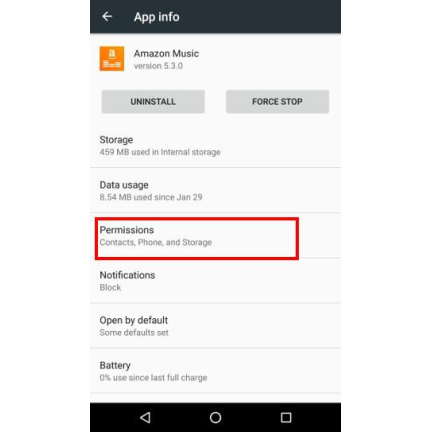 App info
Amazon Music
version 5.3.0
UNINSTALL FORCE STOP
Storage
459 MB used in Internal storage
Data usage
8.54 MB used since Jan 29
Permissions
Contacts, Phone, and Storage
Notifications
Block
Open by default
Some defaults set
Battery
0% use since last full charge